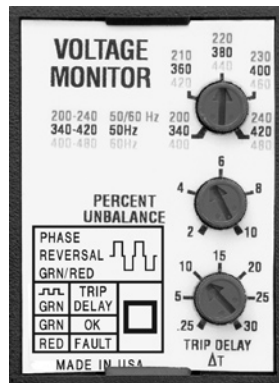 VOLTAGE
MONITOR
220
380
440
210
360
420
230
400
460
200-240 50/60 Hz
340-420 50Hz
400-480 60Hz
200
340
400
240
420
480
PERCENT
UNBALANCE
6
4
8
2
10
PHASE
REVERSAL
GRN/RED
GRN
TRIP
DELAY
GRN
OK
RED
FAULT
15
10
20
5
25
.25
30
TRIP DELAY
ΔT
MADE IN USA